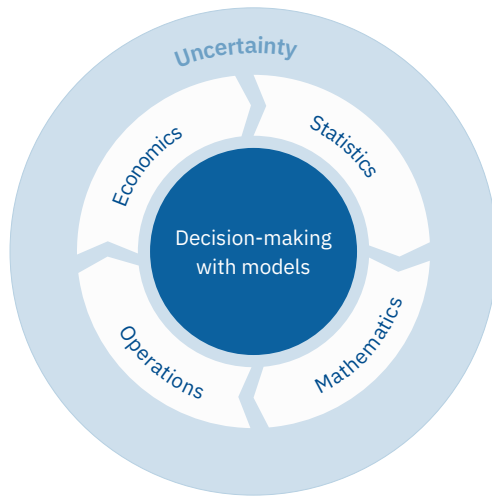 Uncertainty
Economics
Statistics
Decision-making
with models
Operations
Mathematics